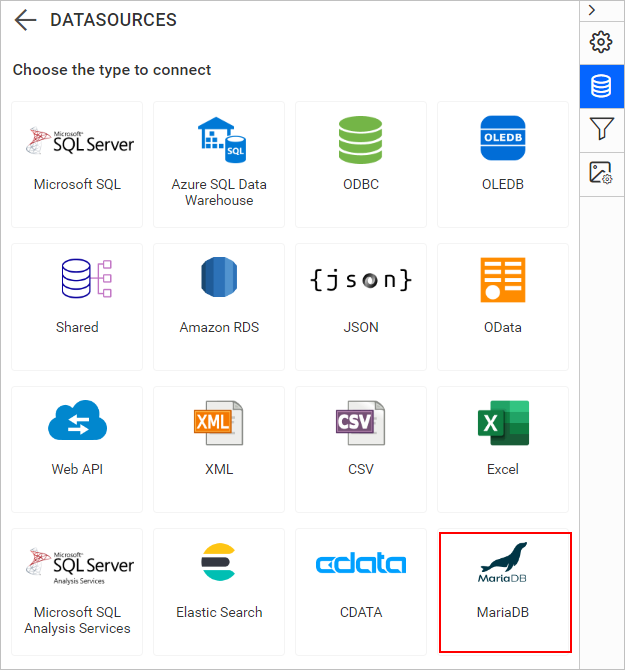 DATASOURCES
Choose the type to connect
Microsoft
SQL Server
Microsoft SQL
SQL
Azure SQL Data
Warehouse
ODBC
OLEDB
OLEDB
Shared
Amazon RDS
{json}
JSON
OData
Web API
XML
XML
CSV
CSV
X
Excel
Microsoft
SQL Server
Analysis Services
Microsoft SQL
Analysis Services
Elastic Search
cdata
CDATA
MariaDB
MariaDB